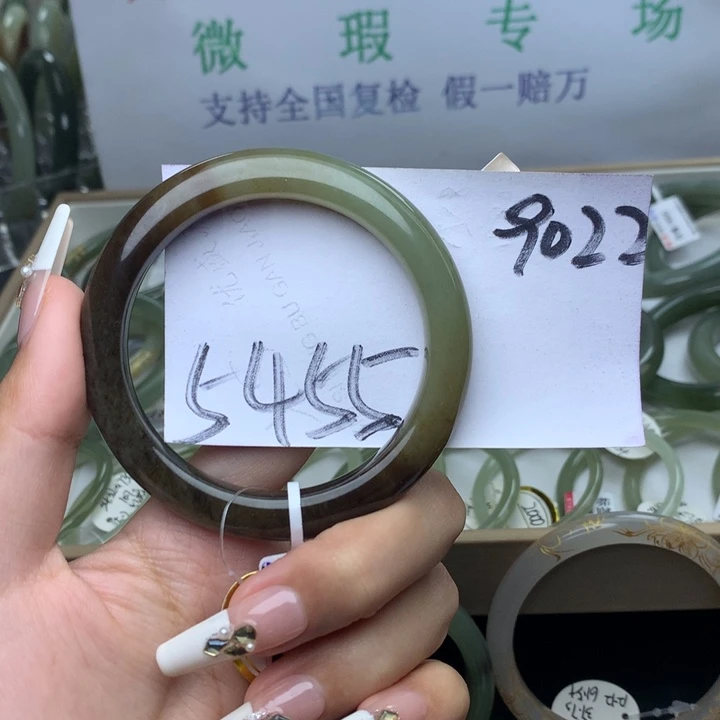 微 瑕 专 场
支持全国复检 假一赔万
9022
5455